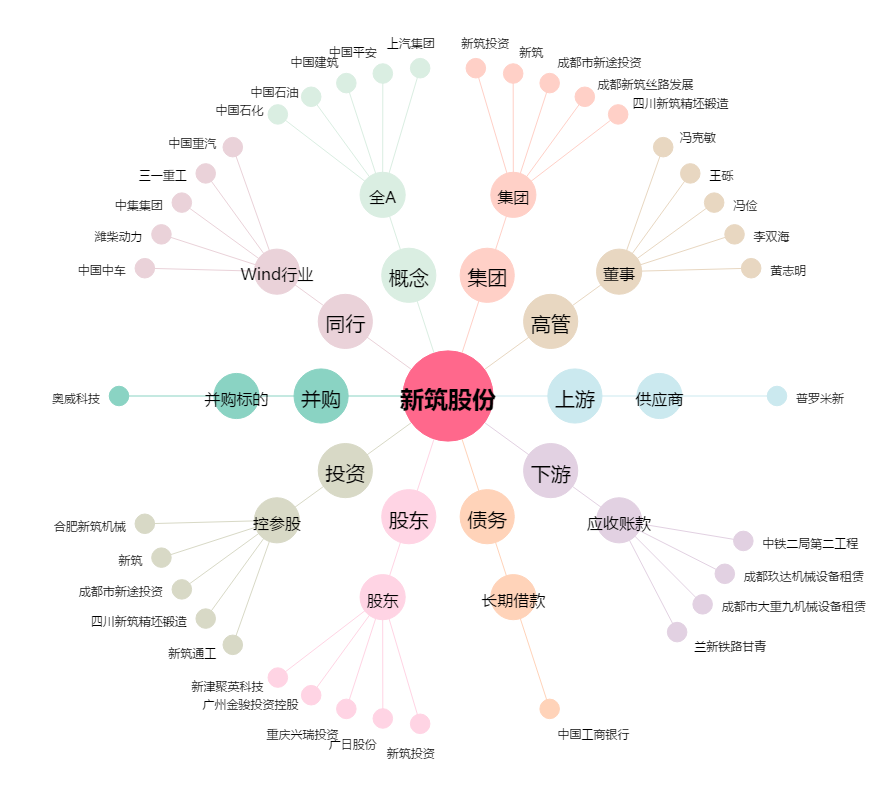 上汽集团
中国平安
中国建筑
中国石油
中国石化
新筑投资
新筑
成都市新途投资
成都新筑丝路发展
四川新筑精坯锻造
中国重汽
三一重工
中集集团
潍柴动力
中国中车
冯克敏
王砾
冯俭
李双海
黄志明
全A
集团
Wind行业
概念
集团
董事
同行
高管
奥威科技
并购标的
并购
新筑股份
上游
供应商
普罗米新
投资
下游
控参股
股东
债务
应收账款
合肥新筑机械
新筑
成都市新途投资
四川新筑精坯锻造
新筑通工
中铁二局第二工程
成都玖达机械设备租赁
成都市大重九机械设备租赁
兰新铁路甘青
股东
长期借款
新津聚英科技
广州金骏投资控股
重庆兴瑞投资
广日股份
新筑投资
中国工商银行